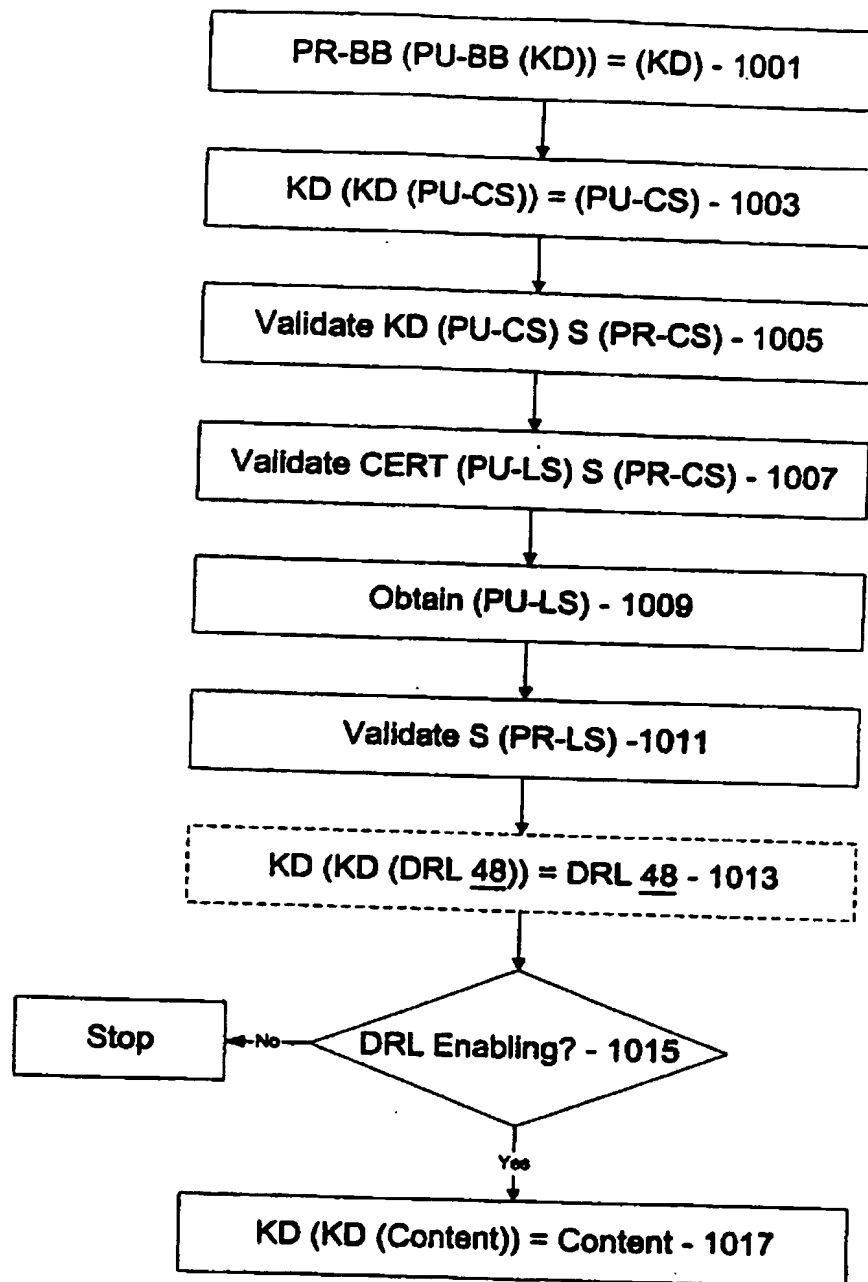 PR-BB (PU-BB (KD)) = (KD) - 1001
KD (KD (PU-CS)) = (PU-CS) - 1003
Validate KD (PU-CS) S (PR-CS) - 1005
Validate CERT (PU-LS) S (PR-CS) - 1007
Obtain (PU-LS) - 1009
Validate S (PR-LS) -1011
KD (KD (DRL 48)) = DRL 48 - 1013
DRL Enabling? - 1015
No
Stop
Yes
KD (KD (Content)) = Content - 1017